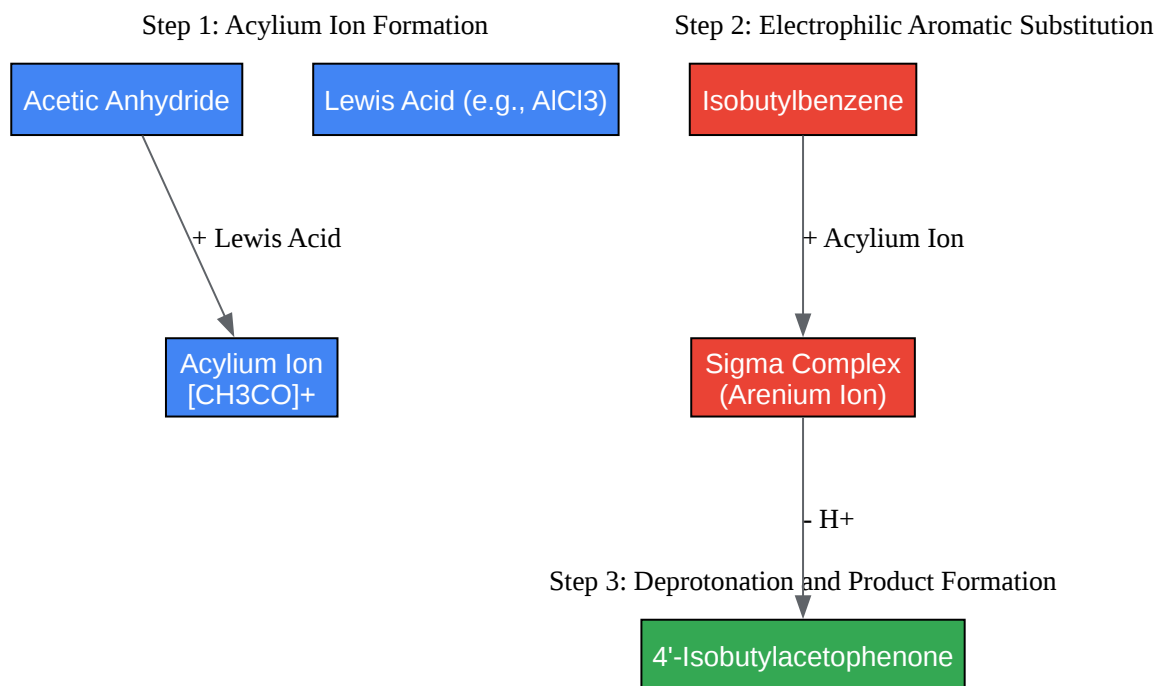 Step 1: Acylium Ion Formation
Step 2: Electrophilic Aromatic Substitution
Acetic Anhydride
Lewis Acid (e.g., AlCl3)
Isobutylbenzene
+ Lewis Acid
+ Acylium Ion
Acylium Ion
[CH3CO]+
Sigma Complex
(Arenium Ion)
- H+
Step 3: Deprotonation and Product Formation
4'-Isobutylacetophenone